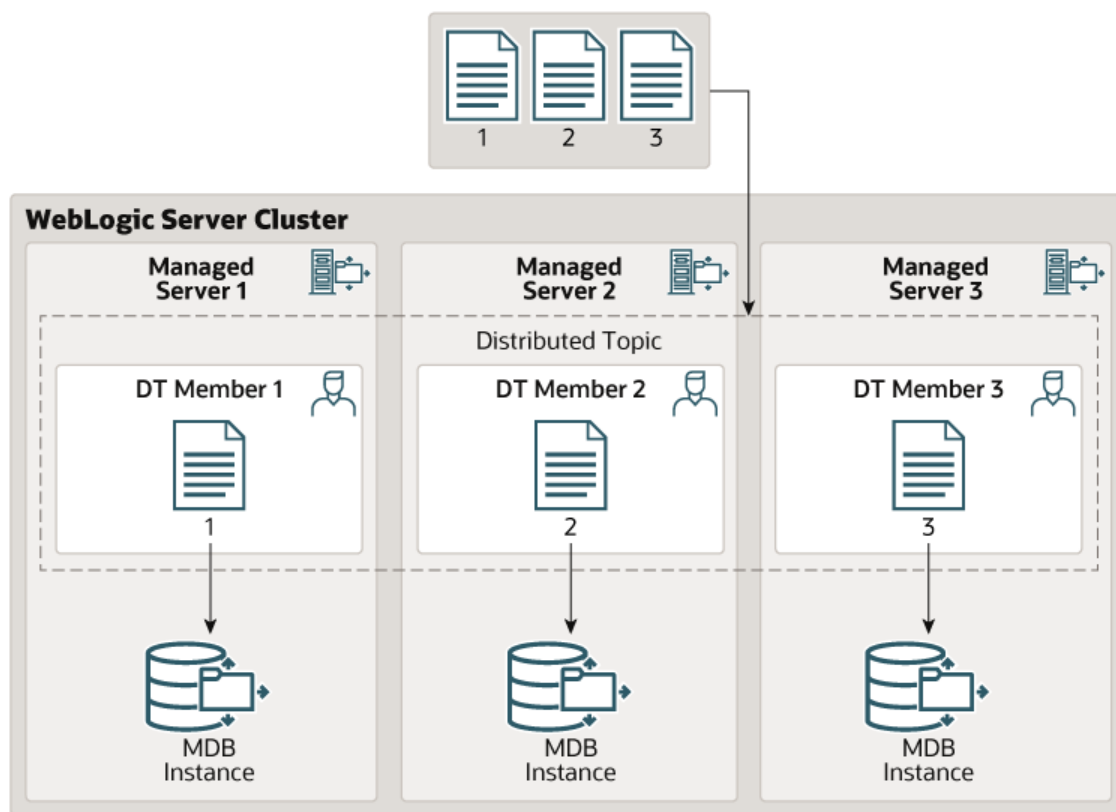 1 2 3
WebLogic Server Cluster
Managed
Server 1
Managed
Server 2
Managed
Server 3
Distributed Topic
DT Member 1
DT Member 2
DT Member 3
1
2
3
MDB
Instance
MDB
Instance
MDB
Instance